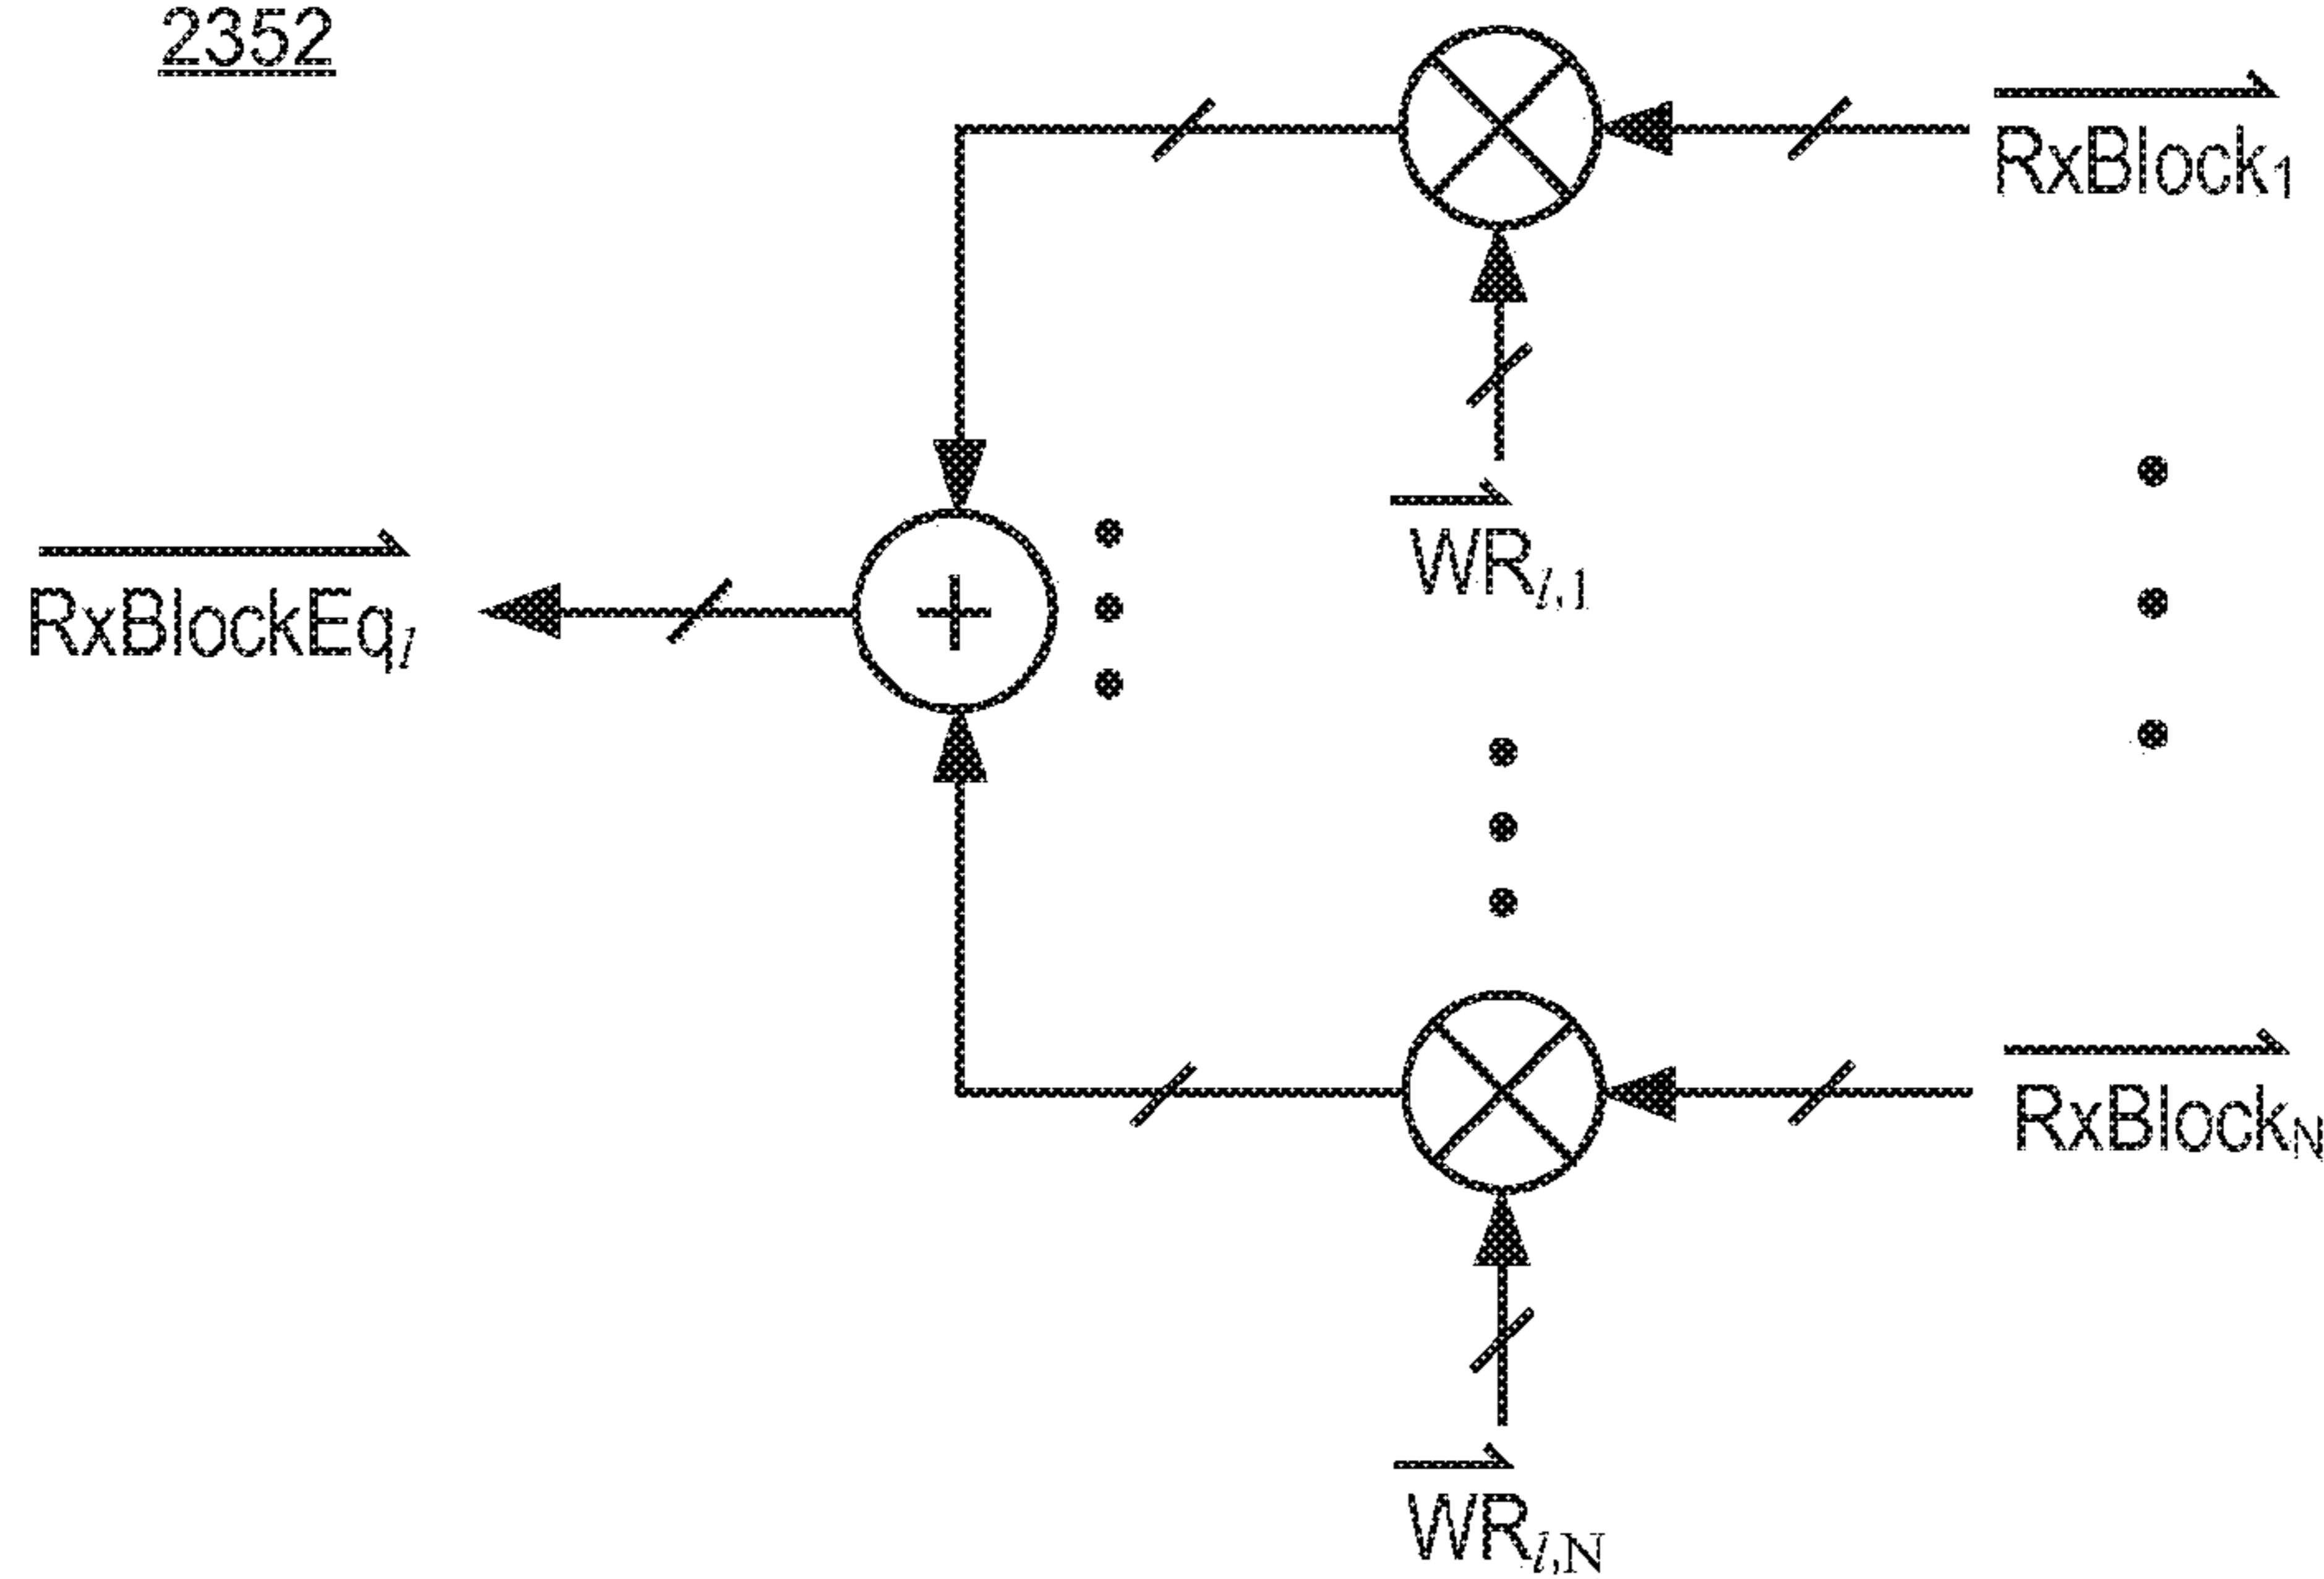 2352
RxBlock1
WRl,1
RxBlockEql
+
RxBlockN
WRl,N